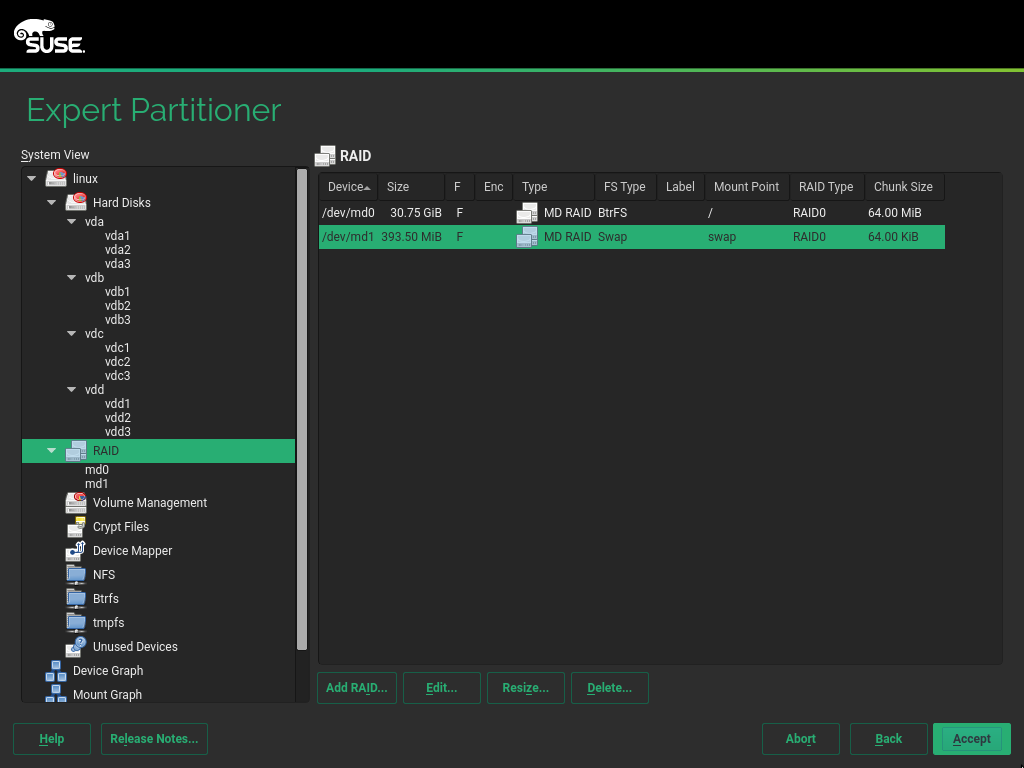 SUSE
Expert Partitioner
System View
linux
Hard Disks
vda
vda1
vda2
vda3
vdb
vdb1
vdb2
vdb3
vdc
vdc1
vdc2
vdc3
vdd
vdd1
vdd2
vdd3
RAID
md0
md1
Volume Management
Crypt Files
Device Mapper
NFS
Btrfs
tmpfs
Unused Devices
Device Graph
Mount Graph
RAID
Device Size F Enc Type FS Type Label Mount Point RAID Type Chunk Size
/dev/md0 30.75 GiB F MD RAID BtrFS / RAID0 64.00 MiB
/dev/md1 393.50 MiB F MD RAID Swap swap RAID0 64.00 KiB
Add RAID... Edit... Resize... Delete...
Help Release Notes... Abort Back Accept